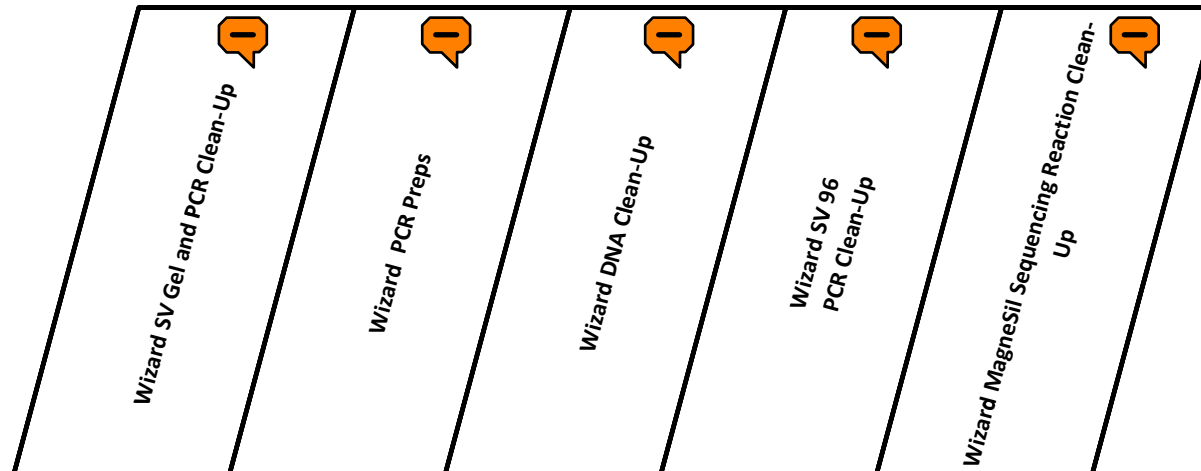 Wizard SV Gel and PCR Clean-Up
Wizard  PCR Preps
Wizard DNA Clean-Up
Wizard SV 96
PCR Clean-Up
Wizard MagneSil Sequencing Reaction Clean-
Up